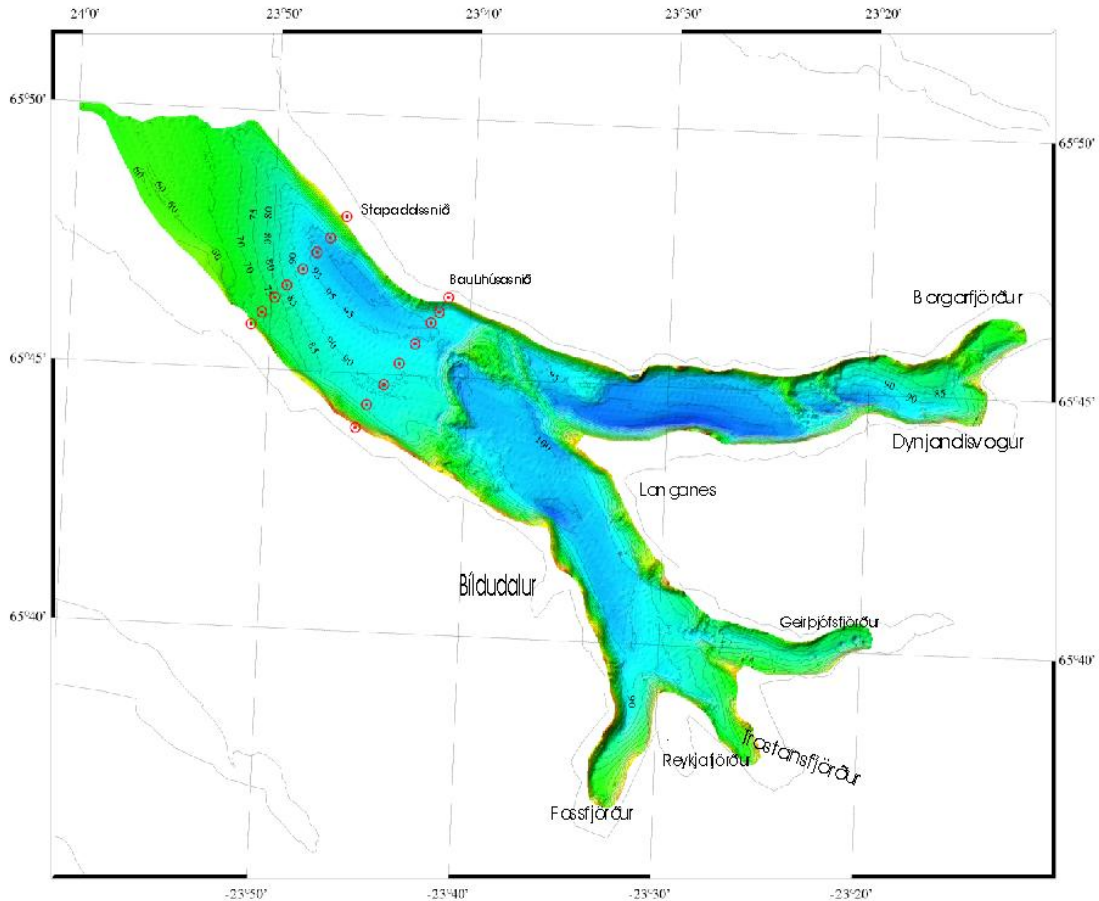 24°0' 23°50' 23°40' 23°30' 23°20'
65°50'
65°50'
Stapadalssnið
Bauluhúsasnið
Borgarfjörður
65°45'
65°45'
Dynjandisvogur
Langanes
Bíldudalur
Geirþjófsfjörður
65°40'
65°40'
Trostansfjörður
Reykjafjörður
Fossfjörður
-23°50' -23°40' -23°30' -23°20'